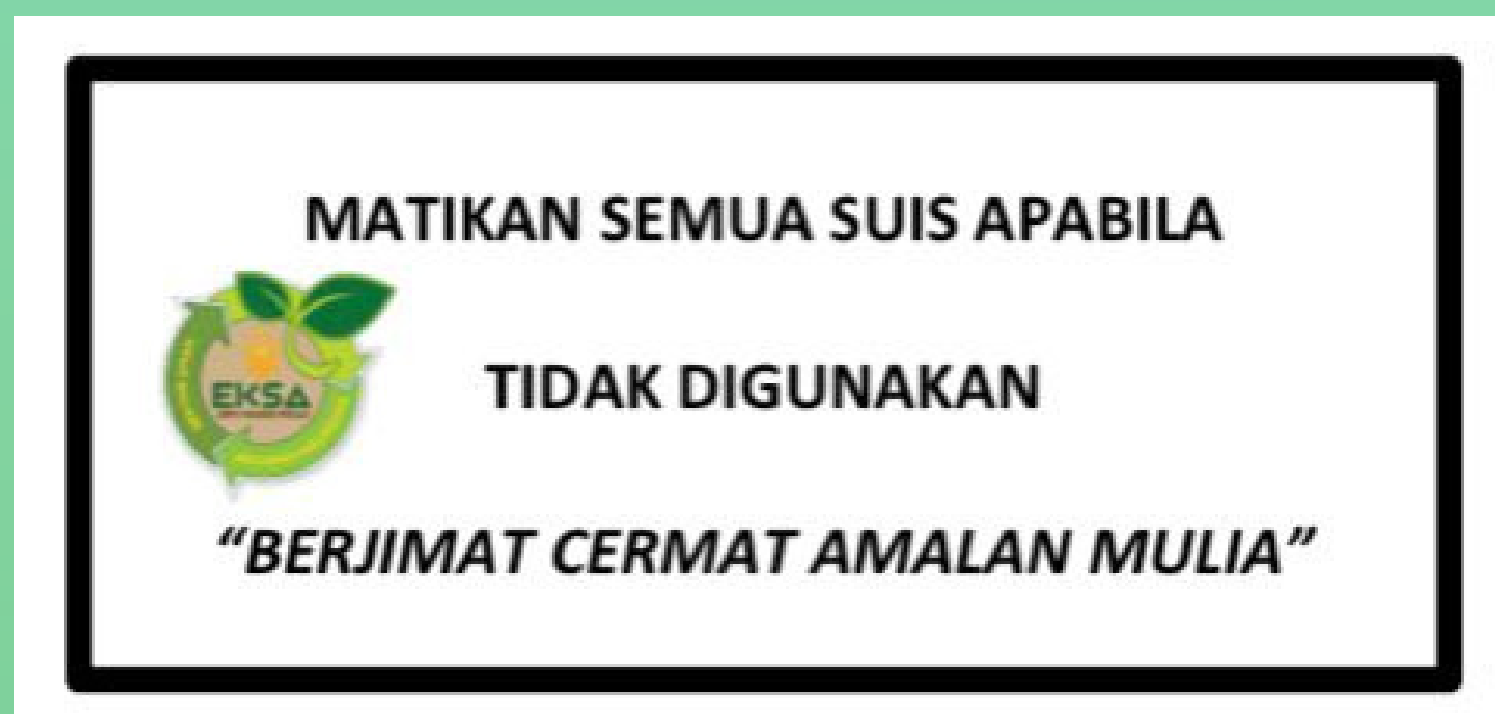 MATIKAN SEMUA SUIS APABILA
EKSA
TIDAK DIGUNAKAN
“BERJIMAT CERMAT AMALAN MULIA”